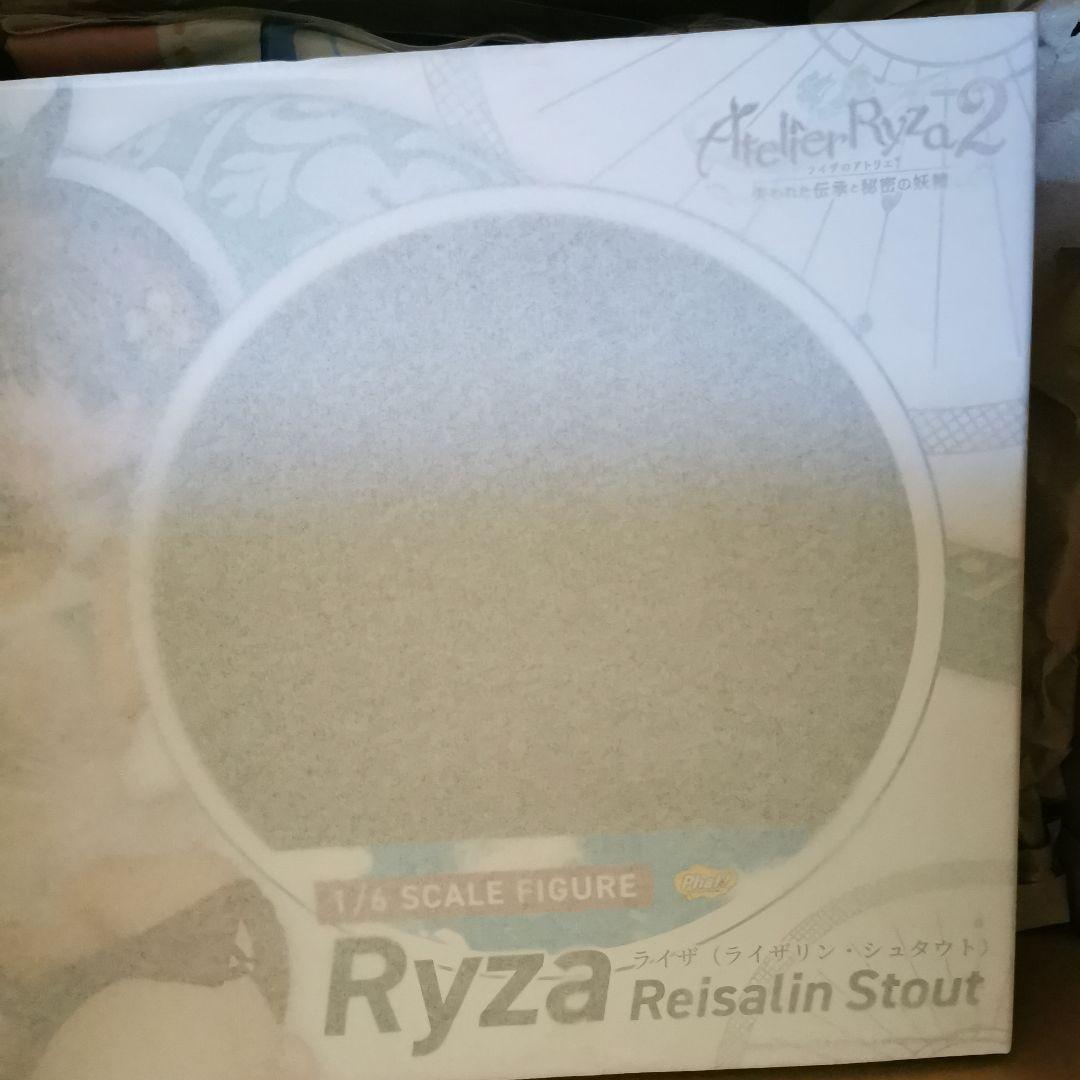 Atelier Ryza 2
ライザのアトリエ
失われた伝承と秘密の妖精
1/6 SCALE FIGURE
Phat!
Ryza
ライザ（ライザリン・シュタウト）
Reisalin Stout